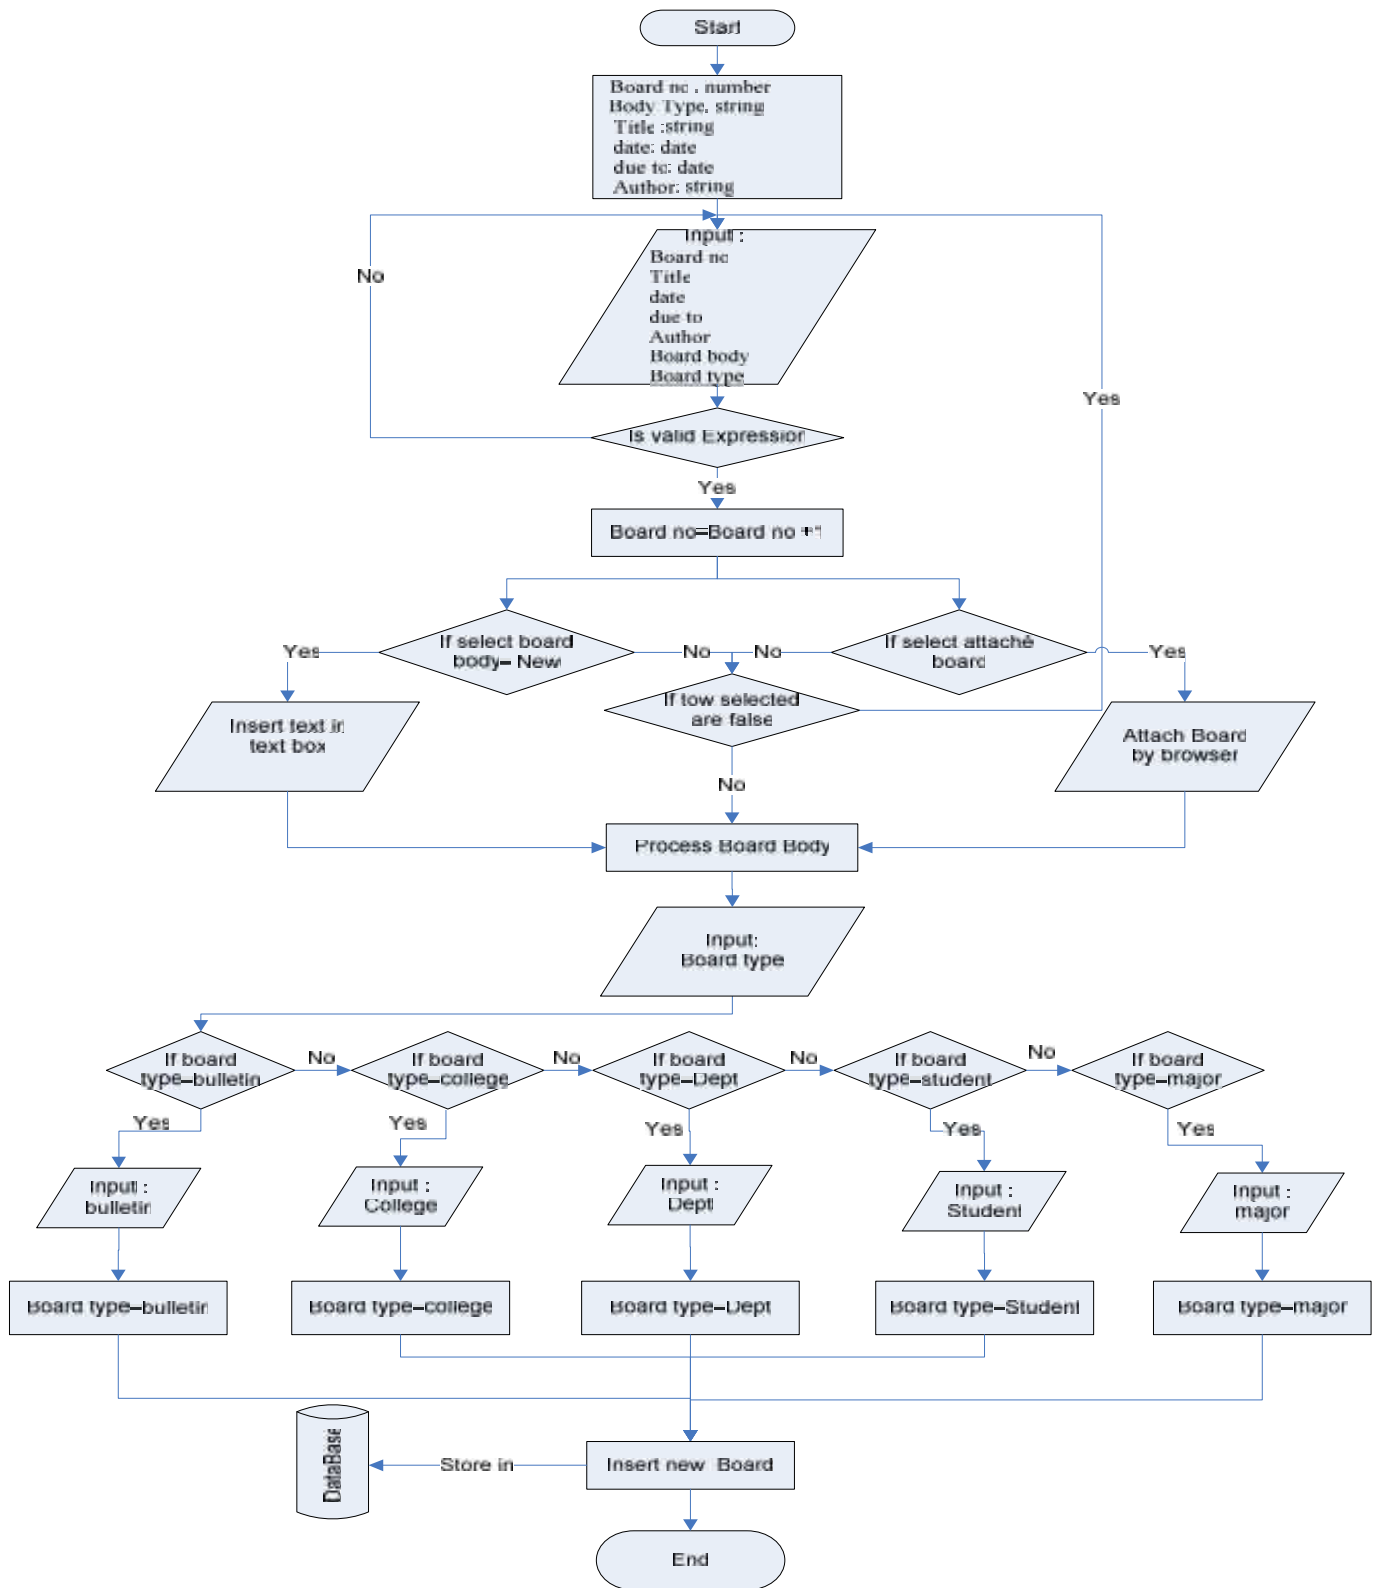 Start
Board no , number
Body Type, string
Title :string
date: date
due to: date
Author: string
Input :
Board no
Title
date
due to
Author
Board body
Board type
No
Yes
Is valid Expression
Yes
Board no=Board no +1
If select board
body= New
If select attaché
board
Yes
No
No
Yes
If tow selected
are false
Insert text in
text box
Attach Board
by browser
No
Process Board Body
Input:
Board type
If board
type=bulletin
No
If board
type=college
No
If board
type=Dept
No
If board
type=student
No
If board
type=major
Yes
Yes
Yes
Yes
Yes
Input :
bulletin
Input :
College
Input :
Dept
Input :
Student
Input :
major
Board type=bulletin
Board type=college
Board type=Dept
Board type=Student
Board type=major
DataBase
Store in
Insert new Board
End